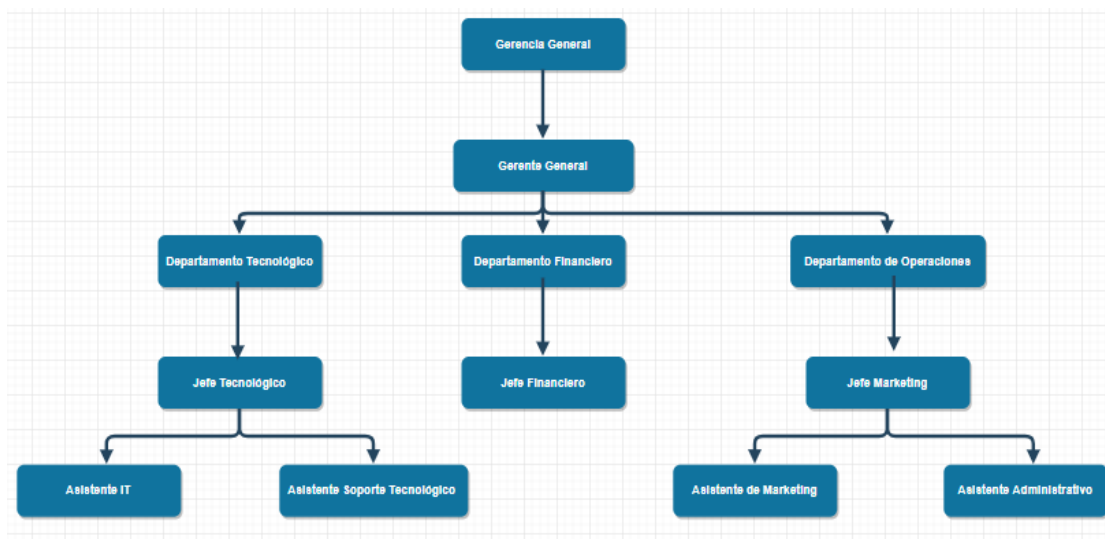 Gerencia General
Gerente General
Departamento Tecnológico
Departamento Financiero
Departamento de Operaciones
Jefe Tecnológico
Jefe Financiero
Jefe Marketing
Asistente IT
Asistente Soporte Tecnológico
Asistente de Marketing
Asistente Administrativo